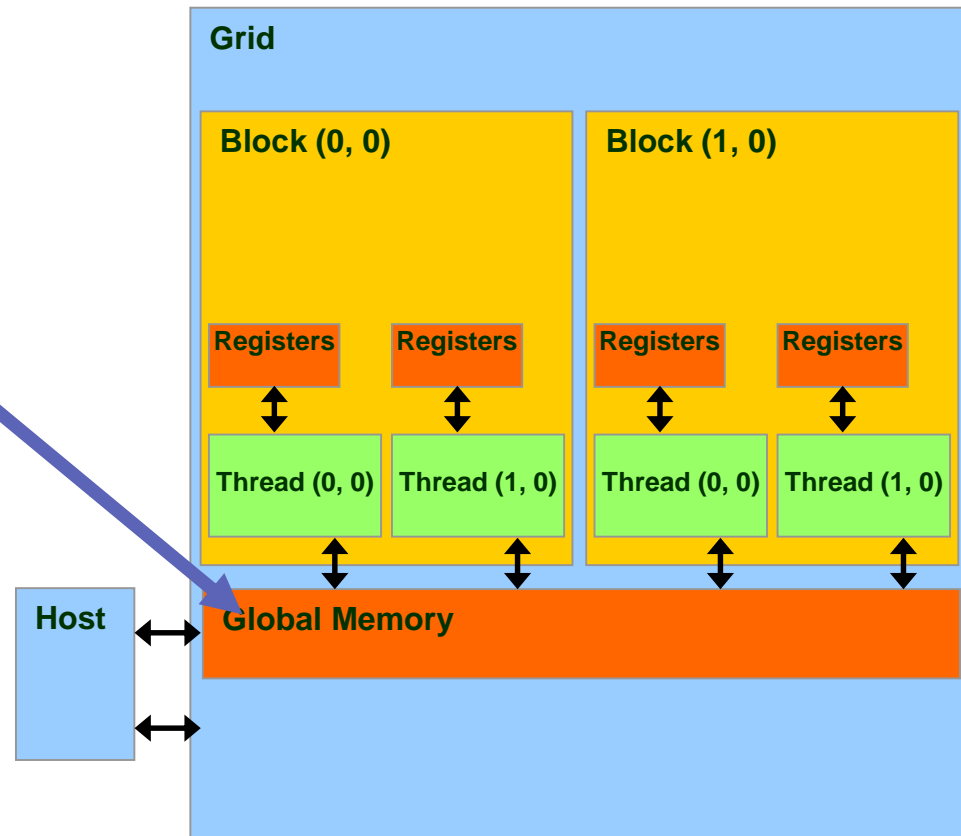 Grid
Block (0, 0)
Block (1, 0)
Registers
Registers
Registers
Registers
Thread (0, 0)
Thread (1, 0)
Thread (0, 0)
Thread (1, 0)
Host
Global Memory